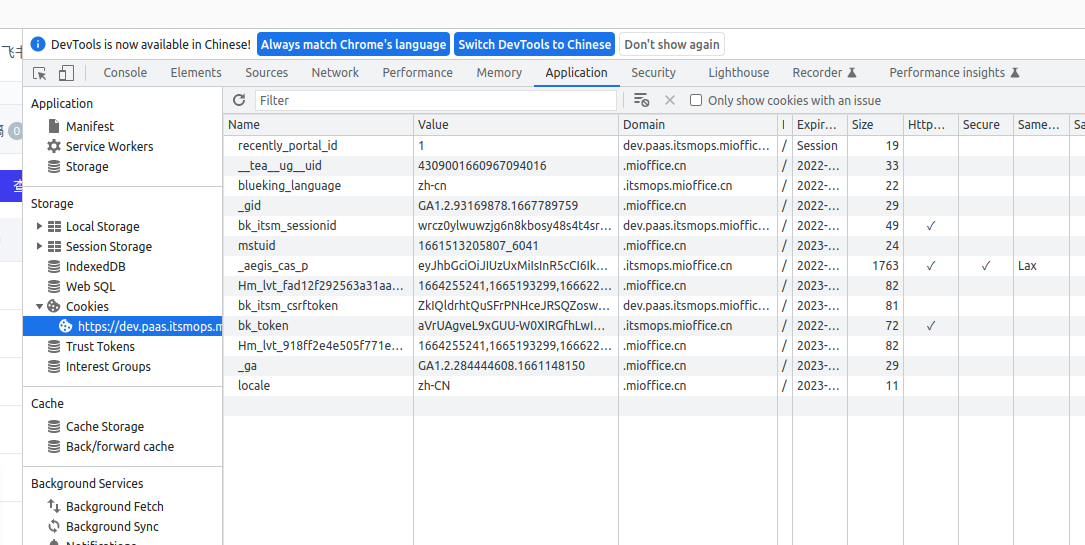 飞书
DevTools is now available in Chinese! Always match Chrome's language Switch DevTools to Chinese Don't show again
Console Elements Sources Network Performance Memory Application Security Lighthouse Recorder Performance insights
Application
Manifest
Service Workers
Storage
Storage
Local Storage
Session Storage
IndexedDB
Web SQL
Cookies
https://dev.paas.itsmops.m
Trust Tokens
Interest Groups
Cache
Cache Storage
Back/forward cache
Background Services
Background Fetch
Background Sync
Notifications
0
查
Filter Only show cookies with an issue
Name Value Domain Expir... Size Http... Secure Same... Sa
recently_portal_id 1 dev.paas.itsmops.mioffic... / Session 19
__tea__ug__uid 4309001660967094016 .mioffice.cn / 2022-... 33
blueking_language zh-cn .itsmops.mioffice.cn / 2022-... 22
_gid GA1.2.93169878.1667789759 .mioffice.cn / 2022-... 29
bk_itsm_sessionid wrcz0ylwuwzjg6n8kbosy48s4t4sr... dev.paas.itsmops.mioffic... / 2022-... 49 ✓
mstuid 1661513205807_6041 .mioffice.cn / 2023-... 24
_aegis_cas_p eyJhbGciOiJIUzUxMiIsInR5cCI6Ik... .itsmops.mioffice.cn / 2022-... 1763 ✓ ✓ Lax
Hm_lvt_fad12f292563a31aa... 1664255241,1665193299,166622... .mioffice.cn / 2023-... 82
bk_itsm_csrftoken ZkIQldrhtQuSFrPNHceJRSQZosw... dev.paas.itsmops.mioffic... / 2023-... 81
bk_token aVrUAgveL9xGUU-W0XIRGfhLwI... .itsmops.mioffice.cn / 2022-... 72 ✓
Hm_lvt_918ff2e4e505f771e... 1664255241,1665193299,166622... .mioffice.cn / 2023-... 82
_ga GA1.2.284444608.1661148150 .mioffice.cn / 2023-... 29
locale zh-CN .mioffice.cn / 2023-... 11